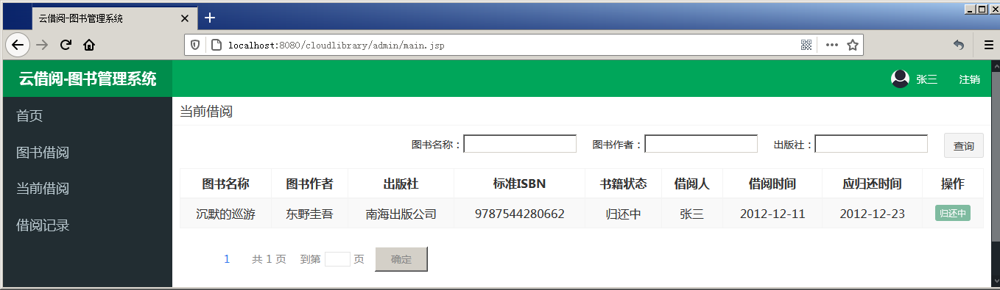 云借阅-图书管理系统
localhost:8080/cloudlibrary/admin/main.jsp
云借阅-图书管理系统 张三 注销
首页
图书借阅
当前借阅
借阅记录
当前借阅
图书名称： 图书作者： 出版社： 查询
图书名称 图书作者 出版社 标准ISBN 书籍状态 借阅人 借阅时间 应归还时间 操作
沉默的巡游 东野圭吾 南海出版公司 9787544280662 归还中 张三 2012-12-11 2012-12-23 归还中
1 共 1 页 到第 页 确定